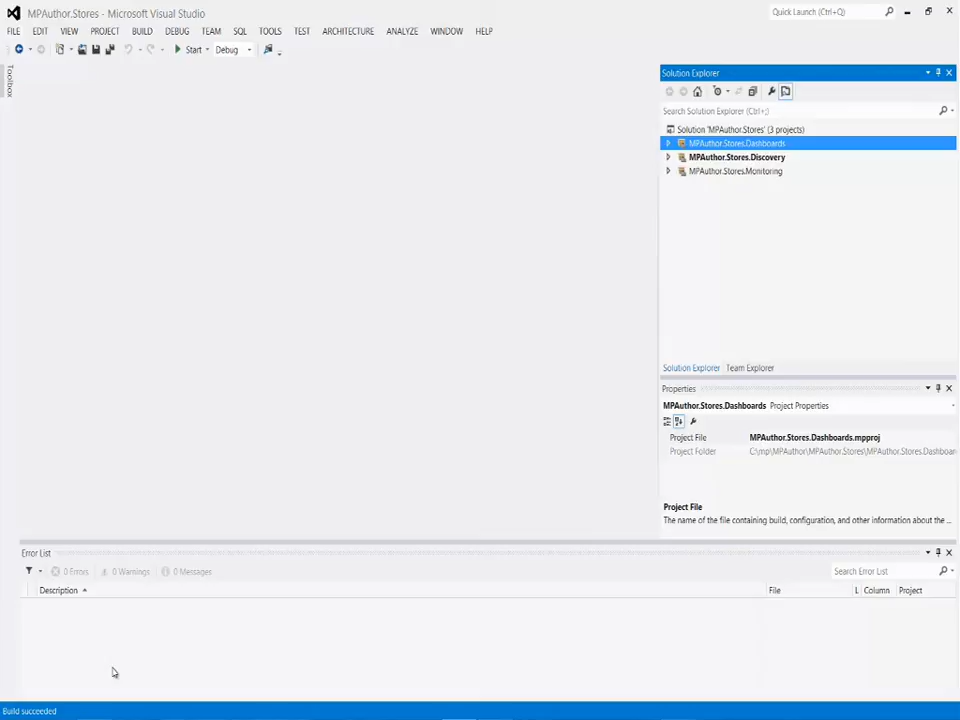 MPAuthor.Stores - Microsoft Visual Studio
Quick Launch (Ctrl+Q)
FILE EDIT VIEW PROJECT BUILD DEBUG TEAM SQL TOOLS TEST ARCHITECTURE ANALYZE WINDOW HELP
Start Debug
Toolbox
Solution Explorer
Search Solution Explorer (Ctrl+;)
Solution 'MPAuthor.Stores' (3 projects)
MPAuthor.Stores.Dashboards
MPAuthor.Stores.Discovery
MPAuthor.Stores.Monitoring
Solution Explorer Team Explorer
Properties
MPAuthor.Stores.Dashboards Project Properties
Project File MPAuthor.Stores.Dashboards.mpproj
Project Folder C:\mp\MPAuthor\MPAuthor.Stores\MPAuthor.Stores.Dashboar
Project File
The name of the file containing build, configuration, and other information about the ...
Error List
0 Errors 0 Warnings 0 Messages Search Error List
Description File L Column Project
Build succeeded